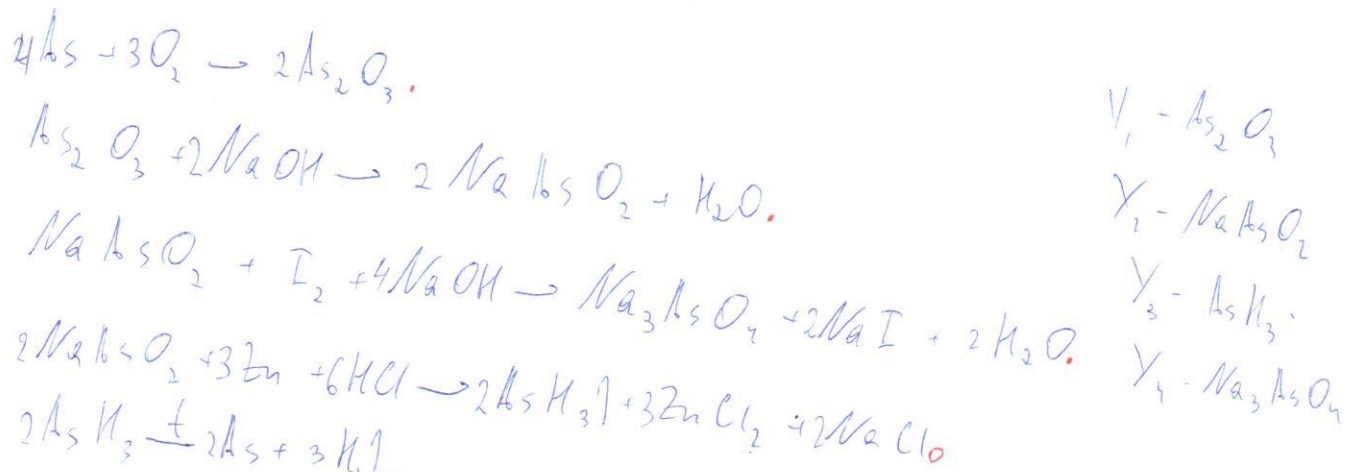 4As + 3O₂ → 2As₂O₃.
As₂O₃ + 2NaOH → 2NaAsO₂ + H₂O.
NaAsO₂ + I₂ + 4NaOH → Na₃AsO₄ + 2NaI + 2H₂O.
2NaAsO₂ + 3Zn + 6HCl → 2AsH₃↑ + 3ZnCl₂ + 2NaCl
2AsH₃ t→ 2As + 3H₂↑
Y₁ - As₂O₃
Y₂ - NaAsO₂
Y₃ - AsH₃.
Y₄ - Na₃AsO₄